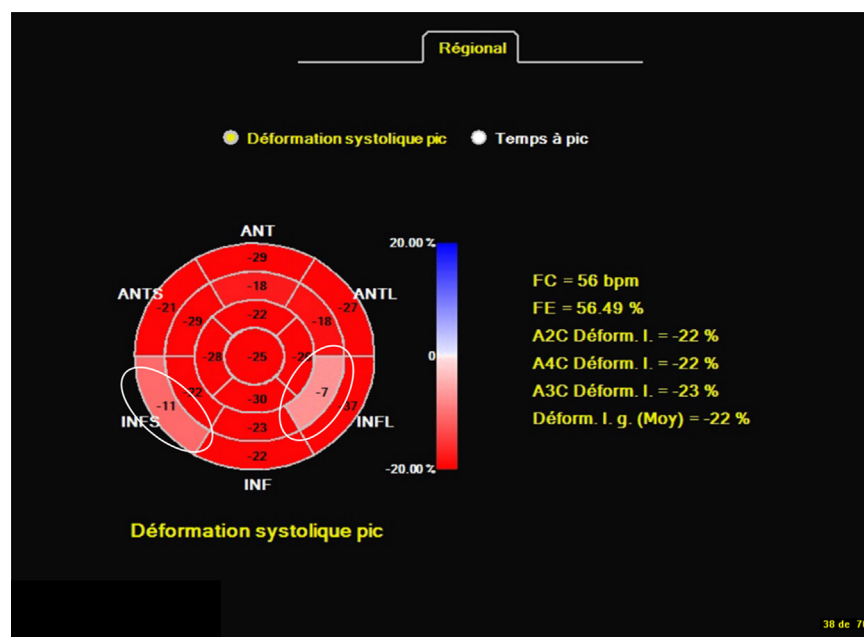 Régional
Déformation systolique pic
Temps à pic
ANT
20.00 %
-29
ANTS
-18
ANTL
-21
-27
-29
-22
-18
FC = 56 bpm
FE = 56.49 %
A2C Déform. l. = -22 %
0
-28
-25
A4C Déform. l. = -22 %
-11
-7
-37
A3C Déform. l. = -23 %
-30
INFS
INFL
Déform. l. g. (Moy) = -22 %
-23
-22
-20.00 %
INF
Déformation systolique pic
38 de